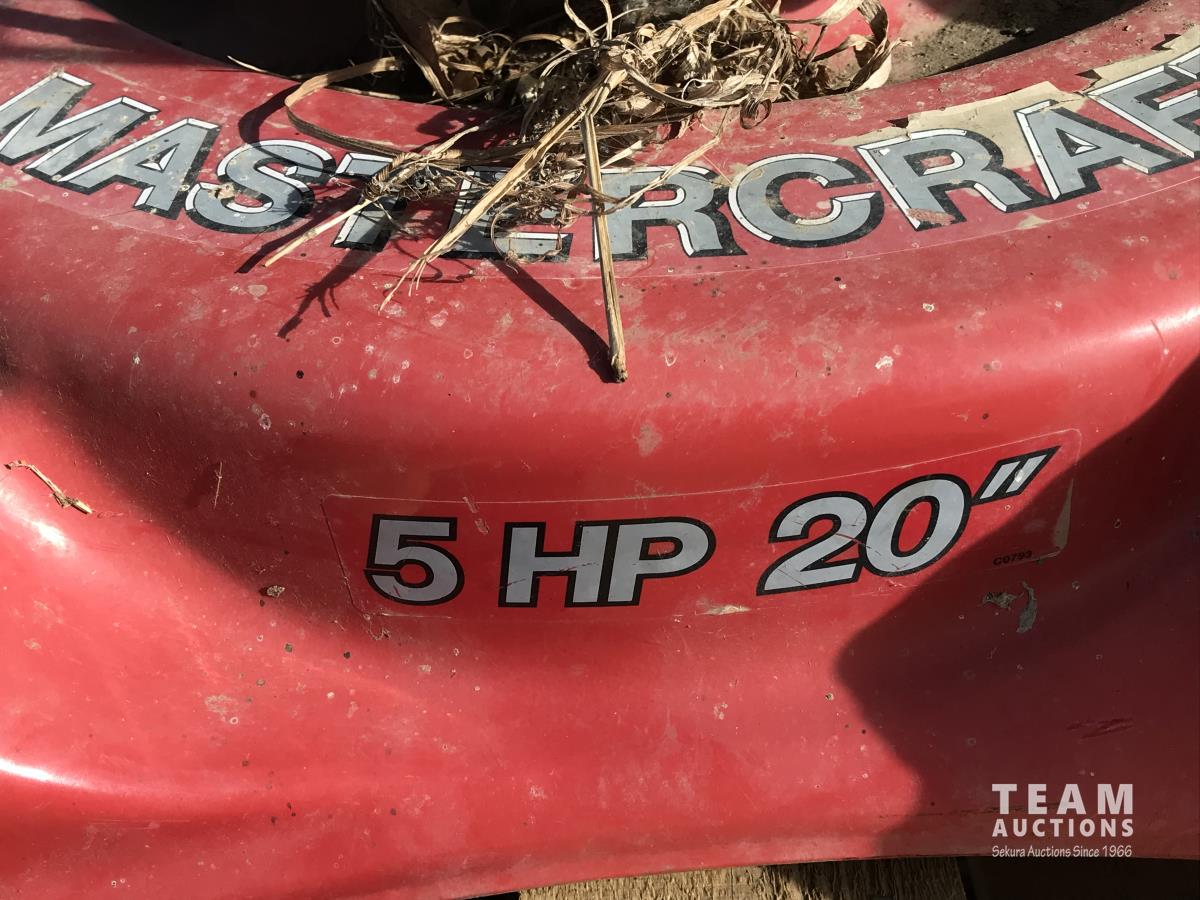 MASTERCRAF
5 HP 20"
C0793
TEAM
AUCTIONS
Sekura Auctions Since 1966